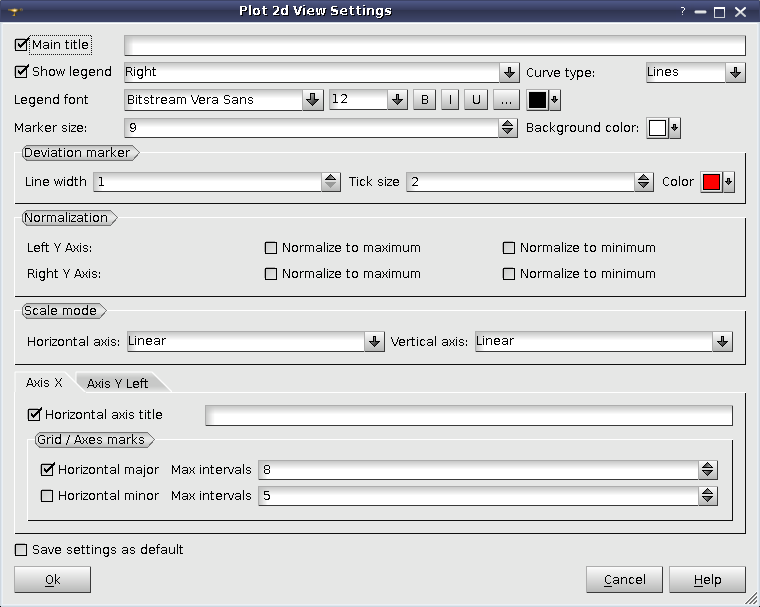 Plot 2d View Settings
?
Main title
Show legend Right Curve type: Lines
Legend font Bitstream Vera Sans 12 B I U ...
Marker size: 9 Background color:
Deviation marker
Line width 1 Tick size 2 Color
Normalization
Left Y Axis: Normalize to maximum Normalize to minimum
Right Y Axis: Normalize to maximum Normalize to minimum
Scale mode
Horizontal axis: Linear Vertical axis: Linear
Axis X Axis Y Left
Horizontal axis title
Grid / Axes marks
Horizontal major Max intervals 8
Horizontal minor Max intervals 5
Save settings as default
Ok Cancel Help